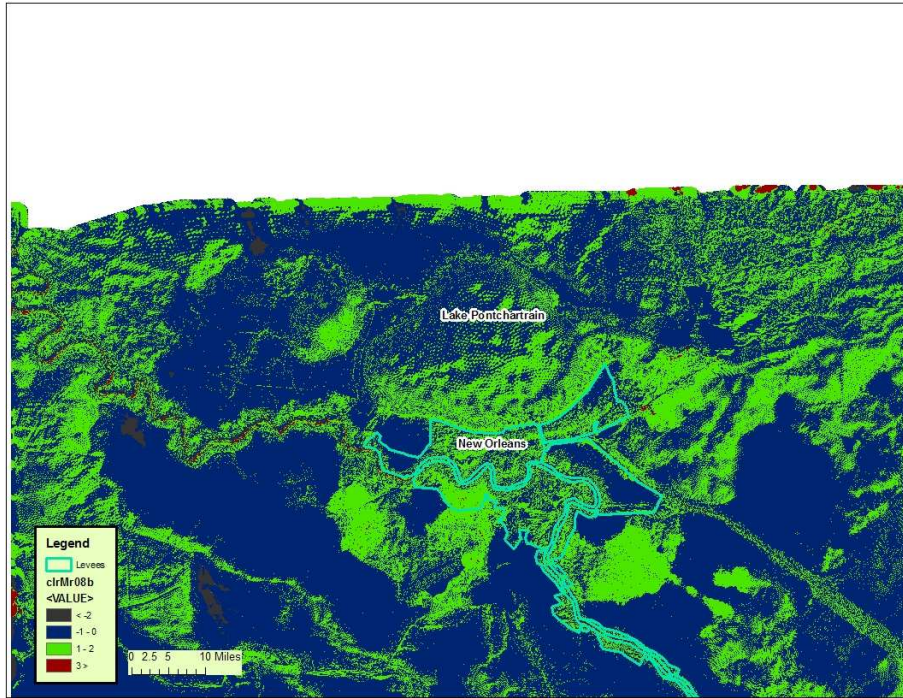 Lake Pontchartrain
New Orleans
Legend
Levees
clrMr08b
<VALUE>
< -2
-1 - 0
1 - 2
3 >
0 2.5 5 10 Miles